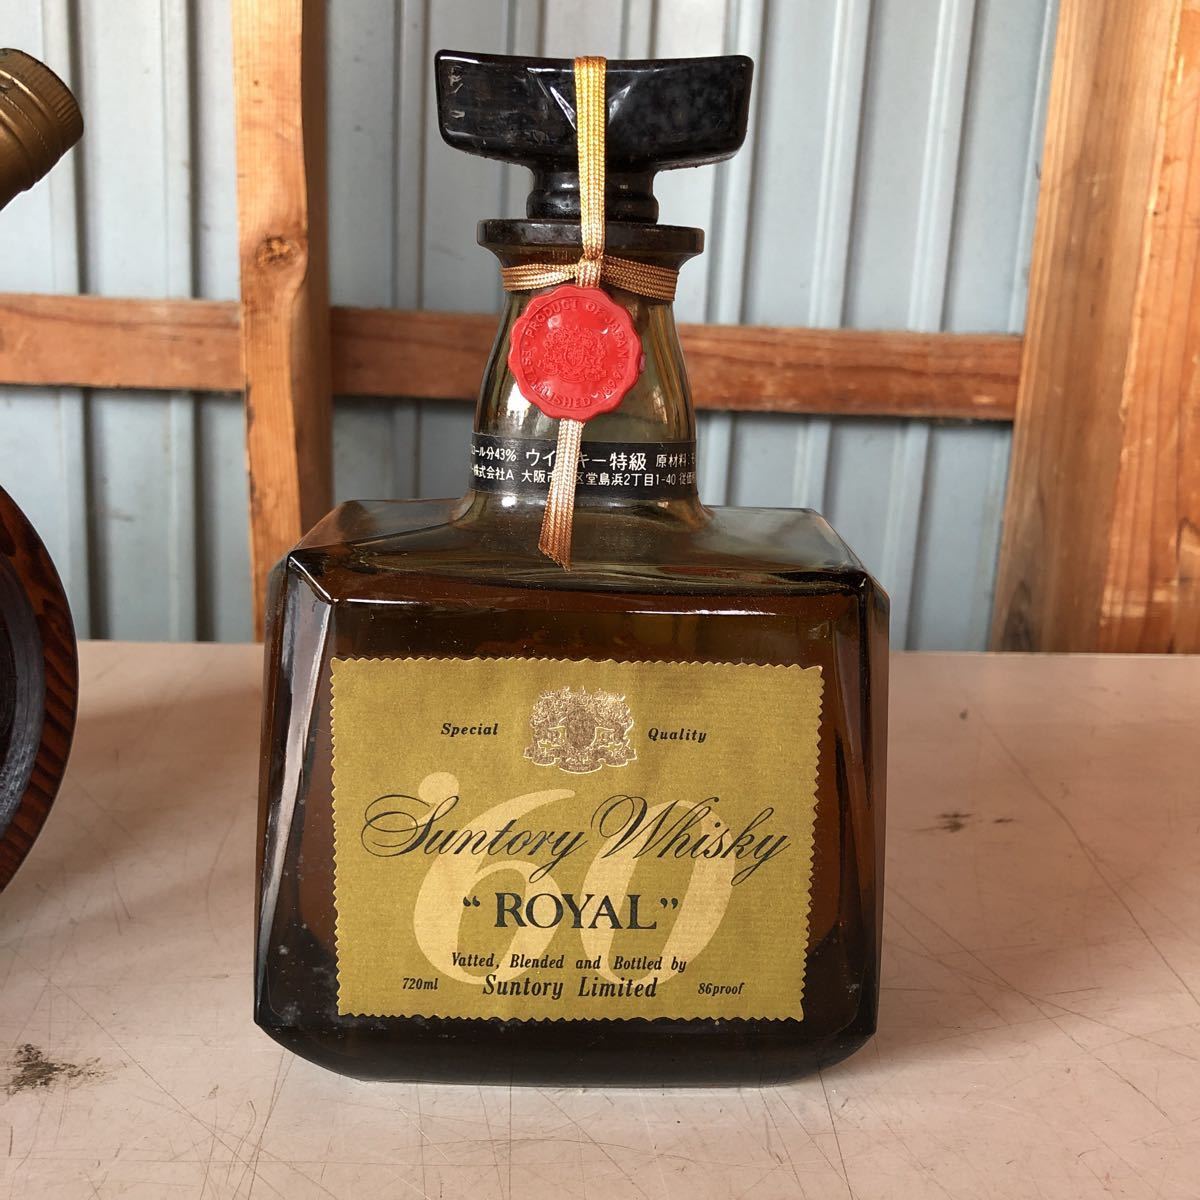 PRODUCT OF JAPAN
ESTABLISHED 1899
ール分43% ウイ キー特級 原材料
株式会社A 大阪市 区堂島浜2丁目1-40
Special Quality
'60
Suntory Whisky
“ROYAL”
Vatted, Blended and Bottled by
720ml Suntory Limited 86proof